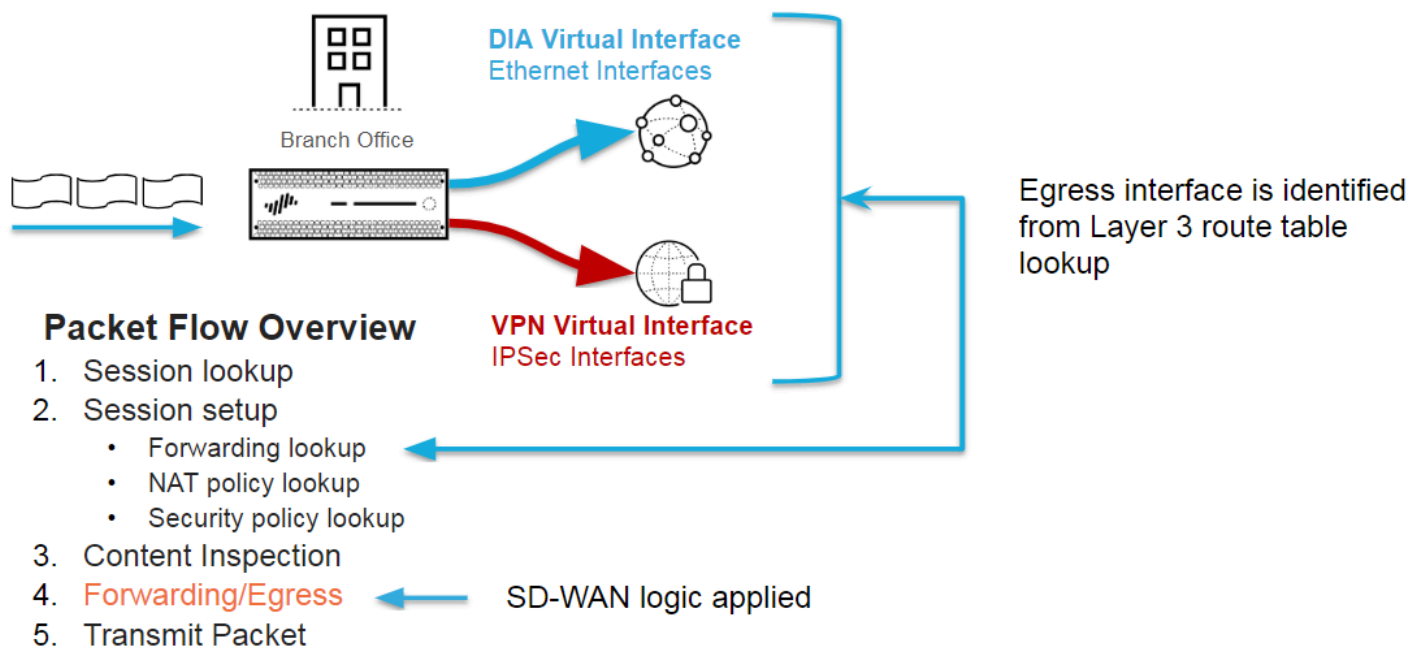 DIA Virtual Interface
Ethernet Interfaces
Branch Office
Egress interface is identified
from Layer 3 route table
lookup
VPN Virtual Interface
IPSec Interfaces
Packet Flow Overview
1. Session lookup
2. Session setup
• Forwarding lookup
• NAT policy lookup
• Security policy lookup
3. Content Inspection
4. Forwarding/Egress
SD-WAN logic applied
5. Transmit Packet